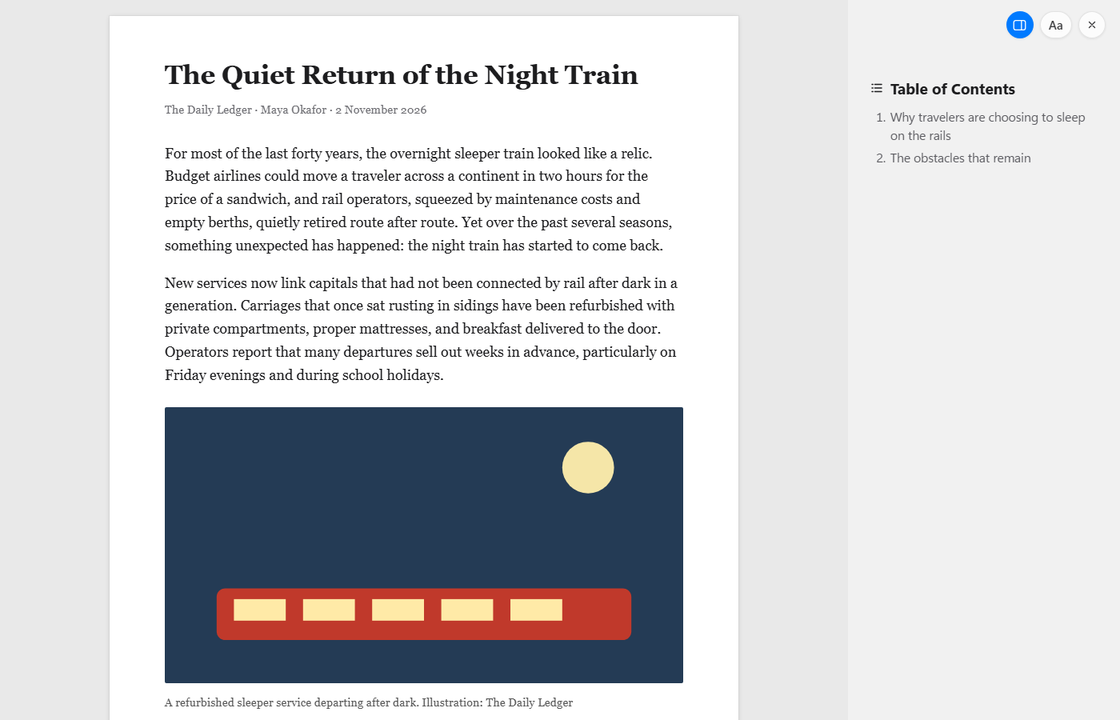 The Quiet Return of the Night Train
The Daily Ledger · Maya Okafor · 2 November 2026
For most of the last forty years, the overnight sleeper train looked like a relic.
Budget airlines could move a traveler across a continent in two hours for the
price of a sandwich, and rail operators, squeezed by maintenance costs and
empty berths, quietly retired route after route. Yet over the past several seasons,
something unexpected has happened: the night train has started to come back.
New services now link capitals that had not been connected by rail after dark in a
generation. Carriages that once sat rusting in sidings have been refurbished with
private compartments, proper mattresses, and breakfast delivered to the door.
Operators report that many departures sell out weeks in advance, particularly on
Friday evenings and during school holidays.
A refurbished sleeper service departing after dark. Illustration: The Daily Ledger
Aa
Table of Contents
1. Why travelers are choosing to sleep
on the rails
2. The obstacles that remain